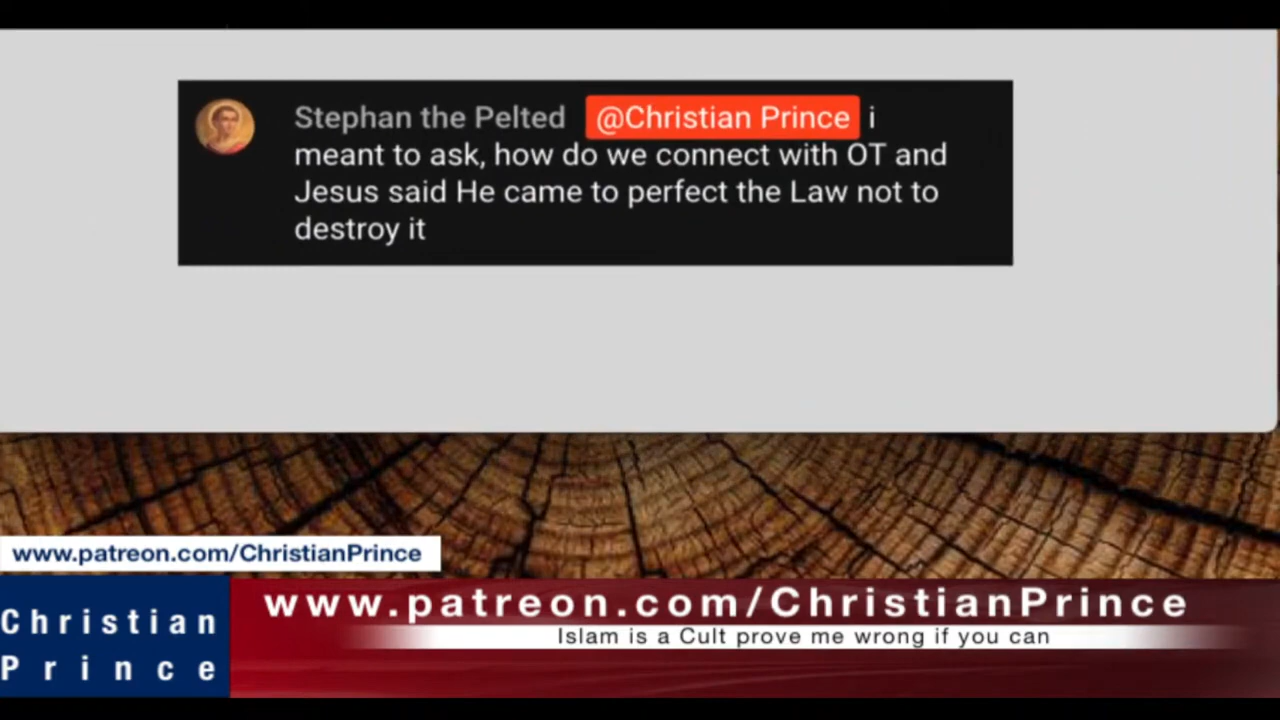 Stephan the Pelted @Christian Prince i
meant to ask, how do we connect with OT and
Jesus said He came to perfect the Law not to
destroy it
www.patreon.com/ChristianPrince
www.patreon.com/ChristianPrince
Islam is a Cult prove me wrong if you can
Christian
Prince